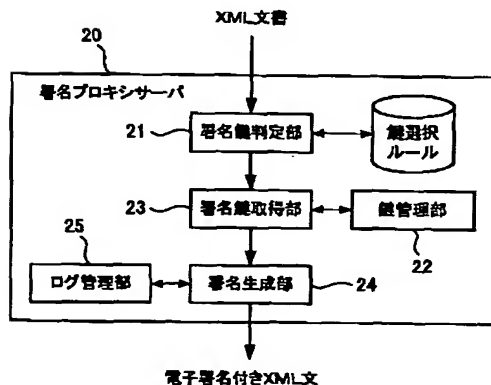 XML文書
20
署名プロキシサーバ
21
署名鍵判定部
鍵選択
ルール
23
署名鍵取得部
鍵管理部
22
25
ログ管理部
署名生成部
24
電子署名付きXML文